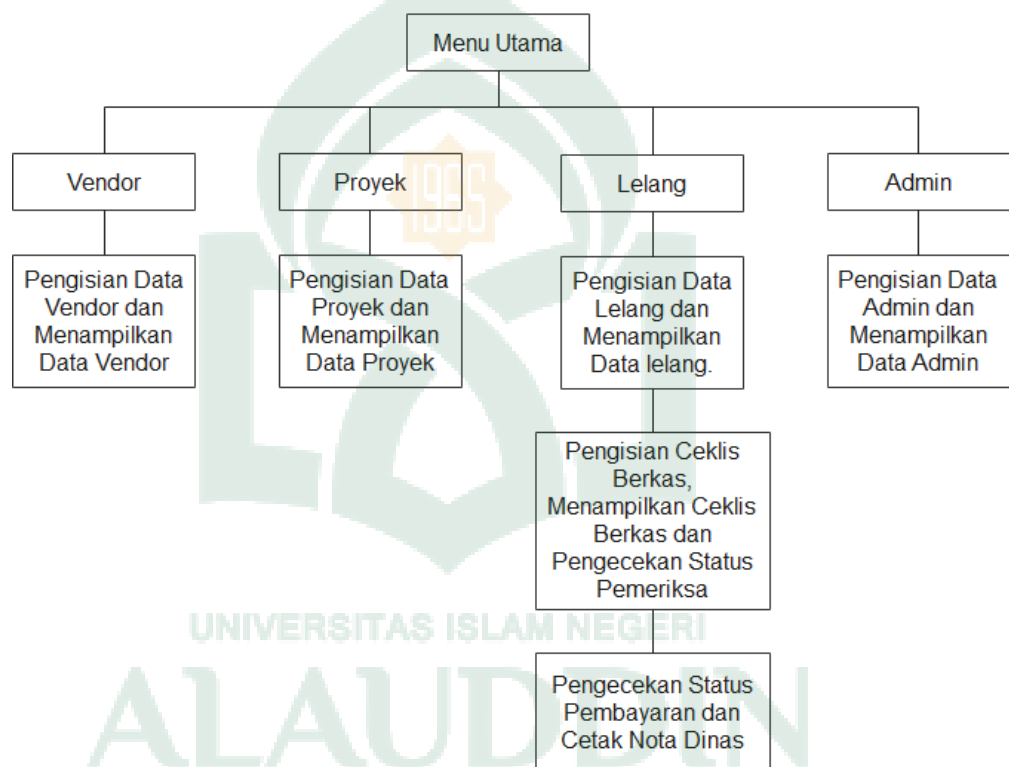 Menu Utama
Vendor
Proyek
Lelang
Admin
Pengisian Data
Vendor dan
Menampilkan
Data Vendor
Pengisian Data
Proyek dan
Menampilkan
Data Proyek
Pengisian Data
Lelang dan
Menampilkan
Data lelang.
Pengisian Data
Admin dan
Menampilkan
Data Admin
Pengisian Ceklis
Berkas,
Menampilkan Ceklis
Berkas dan
Pengecekan Status
Pemeriksa
Pengecekan Status
Pembayaran dan
Cetak Nota Dinas
1965
UNIVERSITAS ISLAM NEGERI
ALAUDDIN